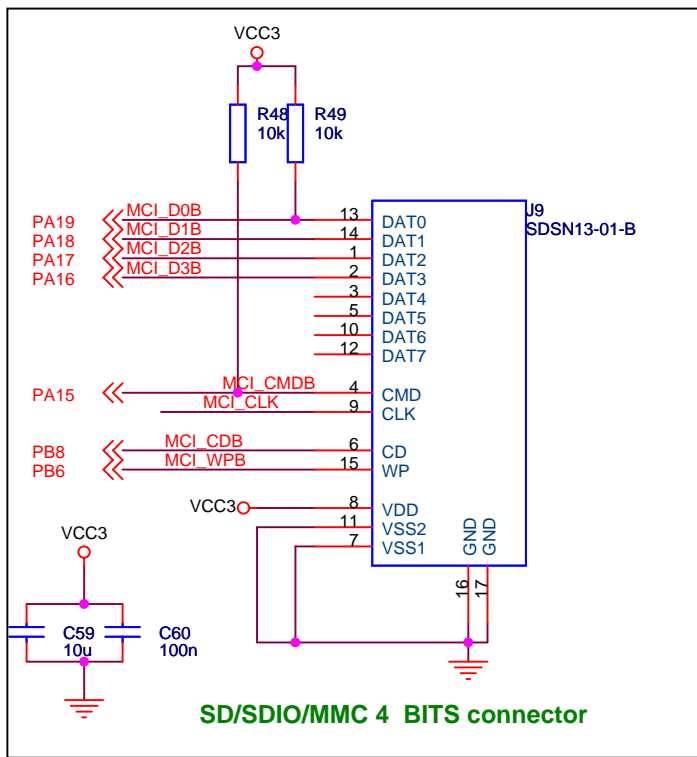 VCC3
R48 R49
10k 10k
J9
SDSN13-01-B
PA19 MCI_D0B 13 DAT0
PA18 MCI_D1B 14 DAT1
PA17 MCI_D2B 1 DAT2
PA16 MCI_D3B 2 DAT3
3 DAT4
5 DAT5
10 DAT6
12 DAT7
PA15 MCI_CMDB 4 CMD
MCI_CLK 9 CLK
PB8 MCI_CDB 6 CD
PB6 MCI_WPB 15 WP
VCC3 8 VDD
11 VSS2
7 VSS1
GND GND
16 17
VCC3
C59 C60
10u 100n
SD/SDIO/MMC 4 BITS connector